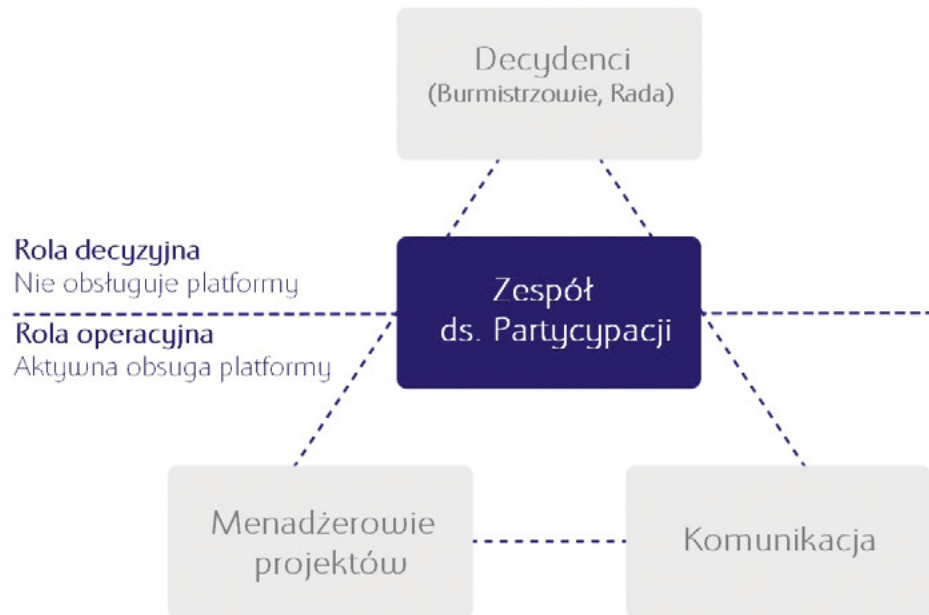 Decydenci
(Burmistrzowie, Rada)
Rola decyzyjna
Nie obsługuje platformy
Zespół
ds. Partycypacji
Rola operacyjna
Aktywna obsuga platformy
Menadżerowie
projektów
Komunikacja